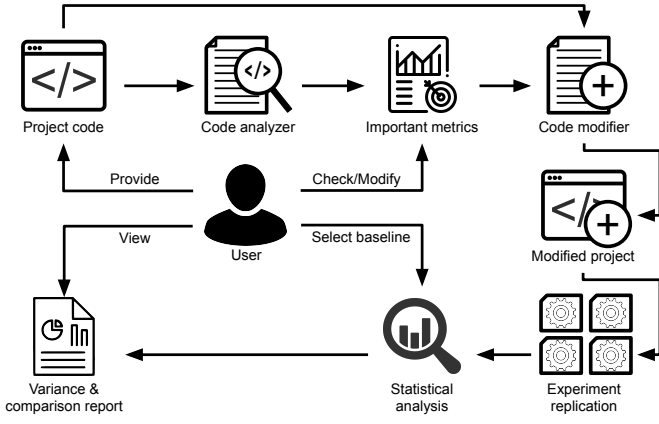 </>
</>
Project code
Code analyzer
Important metrics
Code modifier
Provide
Check/Modify
</
View
User
Select baseline
Modified project
Variance &
comparison report
Statistical
analysis
Experiment
replication